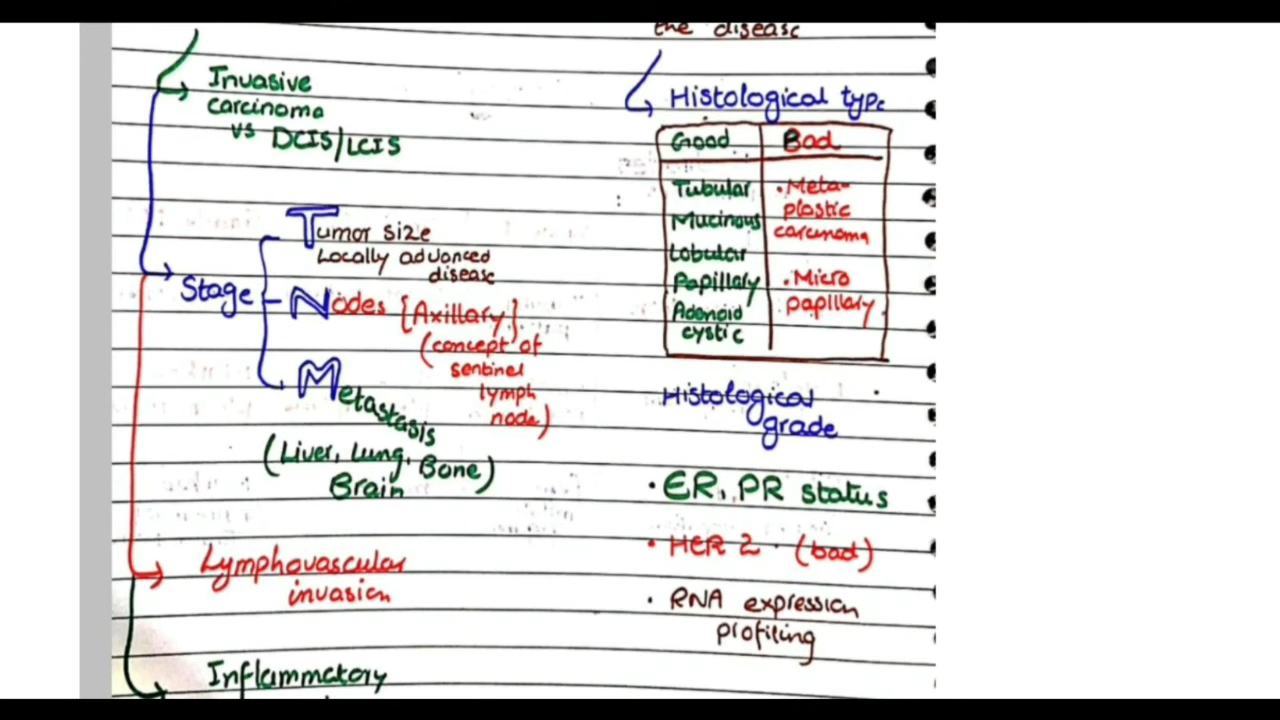 the disease
Invasive
carcinoma
vs DCIS/LCIS
Stage
Tumor size
Locally advanced
disease
Nodes {Axillary}
(concept of
sentinel
lymph
node)
Metastasis
(Liver, Lung, Bone)
Brain
Lymphovascular
invasion
Inflammatory
Histological type
Good Bad
Tubular
Mucinous
Lobular
Papillary
Adenoid
cystic
• Meta-
plastic
carcinoma
• Micro
papillary
Histological
grade
• ER, PR status
• HER 2 (bad)
• RNA expression
profiling